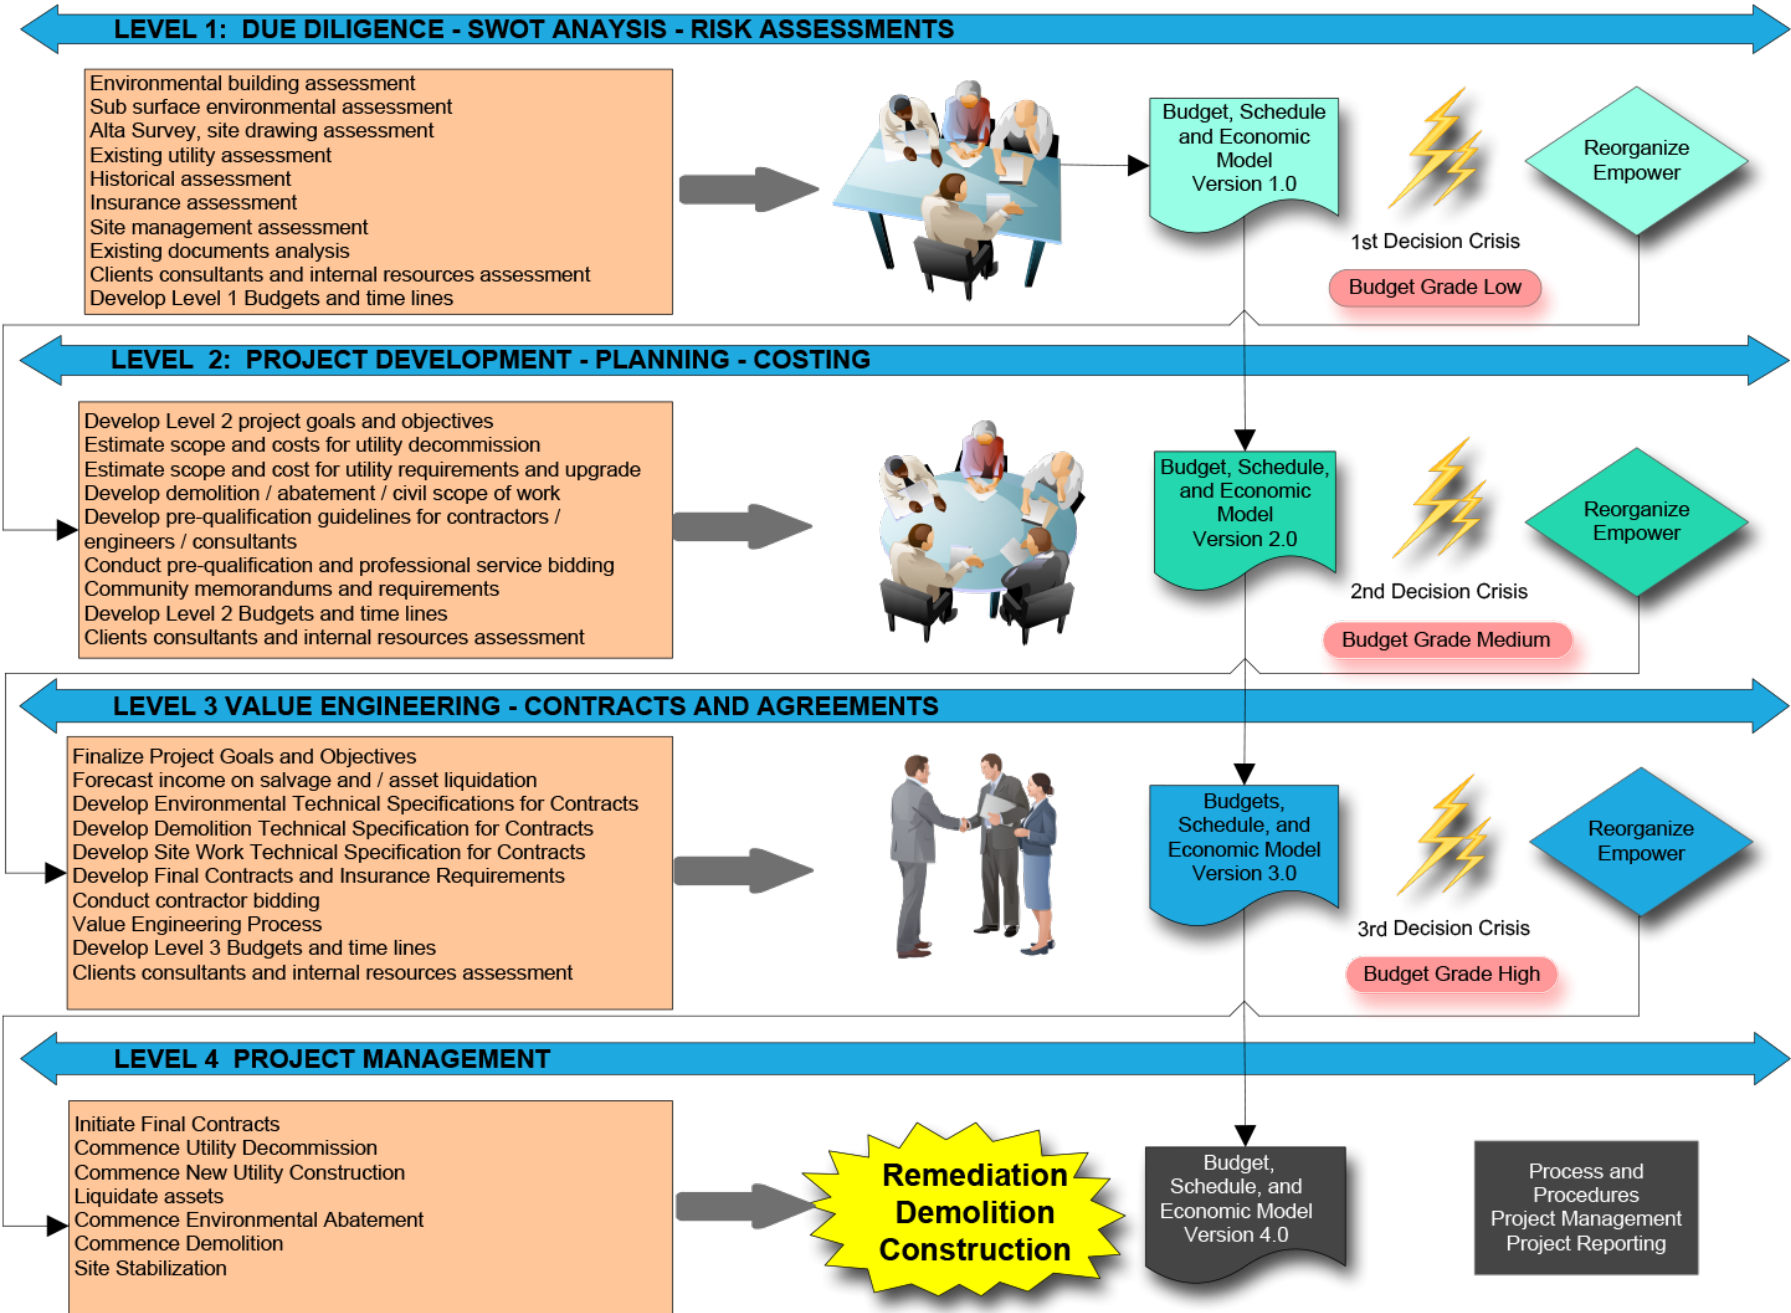 LEVEL 1:  DUE DILIGENCE - SWOT ANAYSIS - RISK ASSESSMENTS
Environmental building assessment
Sub surface environmental assessment
Alta Survey, site drawing assessment
Existing utility assessment
Historical assessment
Insurance assessment
Site management assessment
Existing documents analysis
Clients consultants and internal resources assessment
Develop Level 1 Budgets and time lines
Budget, Schedule
and Economic
Model
Version 1.0
1st Decision Crisis
Budget Grade Low
Reorganize
Empower
LEVEL  2:  PROJECT DEVELOPMENT - PLANNING - COSTING
Develop Level 2 project goals and objectives
Estimate scope and costs for utility decommission
Estimate scope and cost for utility requirements and upgrade
Develop demolition / abatement / civil scope of work
Develop pre-qualification guidelines for contractors /
engineers / consultants
Conduct pre-qualification and professional service bidding
Community memorandums and requirements
Develop Level 2 Budgets and time lines
Clients consultants and internal resources assessment
Budget, Schedule,
and Economic
Model
Version 2.0
2nd Decision Crisis
Budget Grade Medium
Reorganize
Empower
LEVEL 3 VALUE ENGINEERING - CONTRACTS AND AGREEMENTS
Finalize Project Goals and Objectives
Forecast income on salvage and / asset liquidation
Develop Environmental Technical Specifications for Contracts
Develop Demolition Technical Specification for Contracts
Develop Site Work Technical Specification for Contracts
Develop Final Contracts and Insurance Requirements
Conduct contractor bidding
Value Engineering Process
Develop Level 3 Budgets and time lines
Clients consultants and internal resources assessment
Budgets,
Schedule, and
Economic Model
Version 3.0
3rd Decision Crisis
Budget Grade High
Reorganize
Empower
LEVEL 4  PROJECT MANAGEMENT
Initiate Final Contracts
Commence Utility Decommission
Commence New Utility Construction
Liquidate assets
Commence Environmental Abatement
Commence Demolition
Site Stabilization
Remediation
Demolition
Construction
Budget,
Schedule, and
Economic Model
Version 4.0
Process and
Procedures
Project Management
Project Reporting